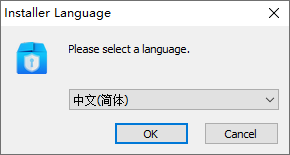 Installer Language
Please select a language.
中文(简体)
OK
Cancel